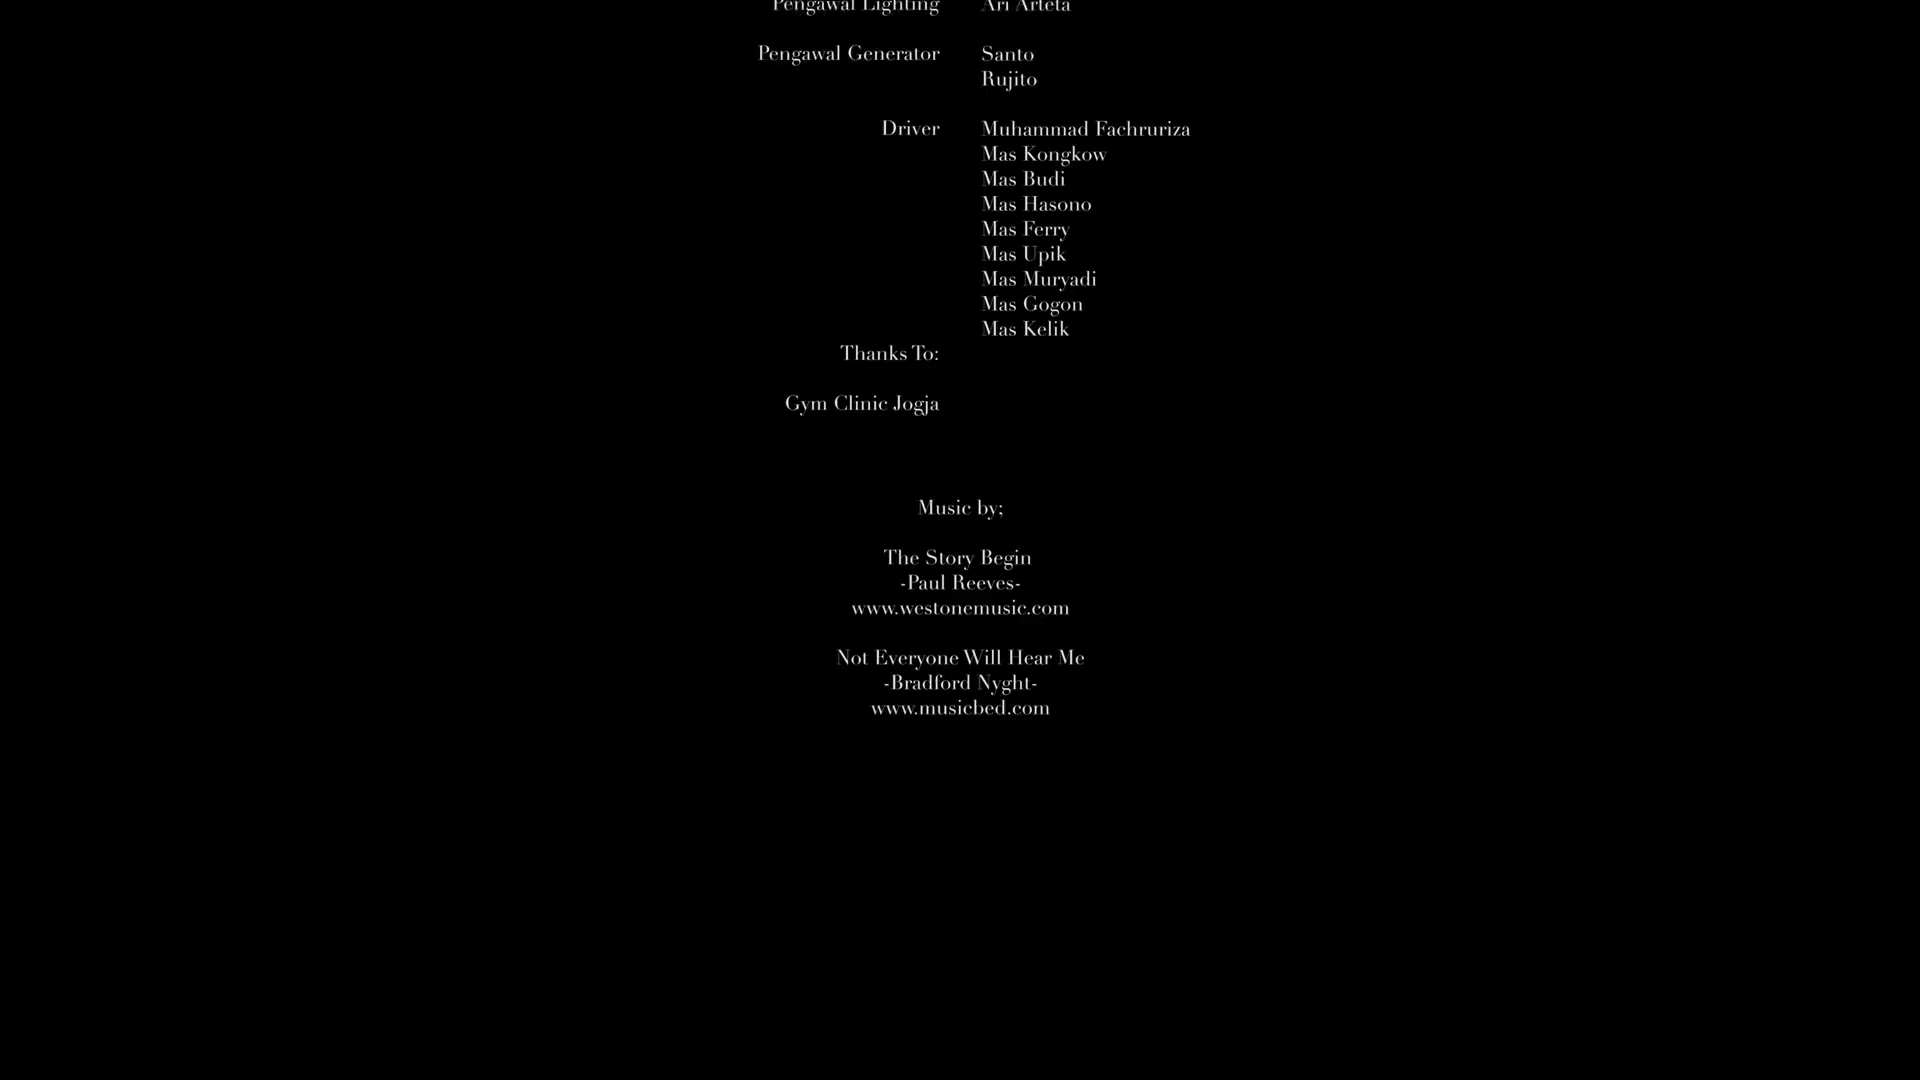 Pengawal Lighting Ari Arteta
Pengawal Generator Santo
Rujito
Driver Muhammad Fachruriza
Mas Kongkow
Mas Budi
Mas Hasono
Mas Ferry
Mas Upik
Mas Muryadi
Mas Gogon
Mas Kelik
Thanks To:
Gym Clinic Jogja
Music by;
The Story Begin
-Paul Reeves-
www.westonemusic.com
Not Everyone Will Hear Me
-Bradford Nyght-
www.musicbed.com